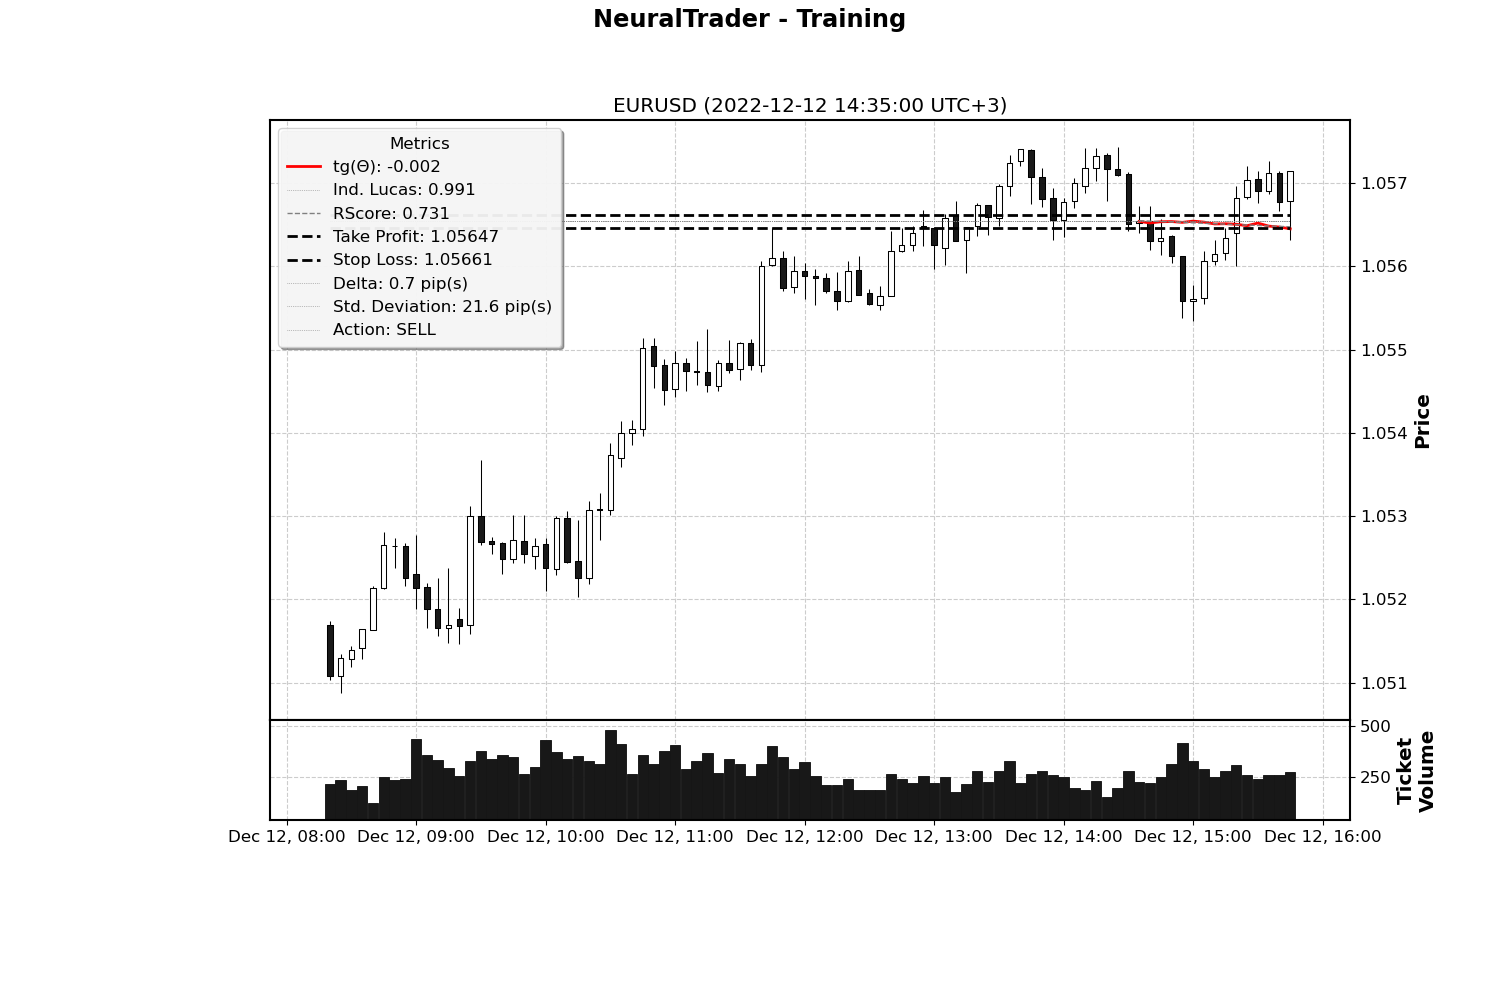 NeuralTrader - Training
EURUSD (2022-12-12 14:35:00 UTC+3)
Metrics
tg(Θ): -0.002
Ind. Lucas: 0.991
RScore: 0.731
Take Profit: 1.05647
Stop Loss: 1.05661
Delta: 0.7 pip(s)
Std. Deviation: 21.6 pip(s)
Action: SELL
1.057
1.056
1.055
1.054
1.053
1.052
1.051
Price
500
250
Ticket
Volume
Dec 12, 08:00 Dec 12, 09:00 Dec 12, 10:00 Dec 12, 11:00 Dec 12, 12:00 Dec 12, 13:00 Dec 12, 14:00 Dec 12, 15:00 Dec 12, 16:00